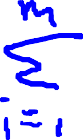 m
∑
i = 1